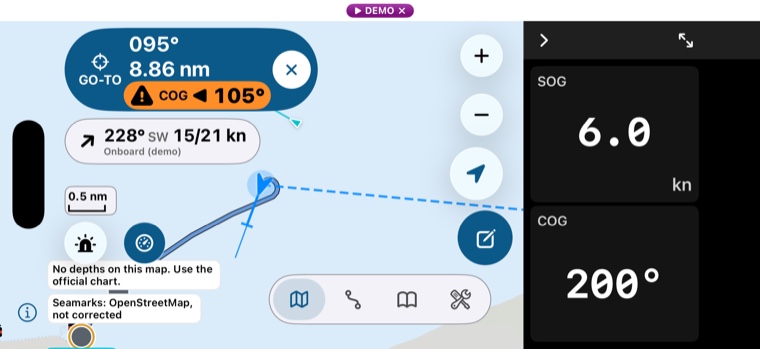 DEMO
095°
8.86 nm
GO-TO
COG 105°
228° SW 15/21 kn
Onboard (demo)
0.5 nm
No depths on this map. Use the
official chart.
Seamarks: OpenStreetMap,
not corrected
SOG
6.0
kn
COG
200°